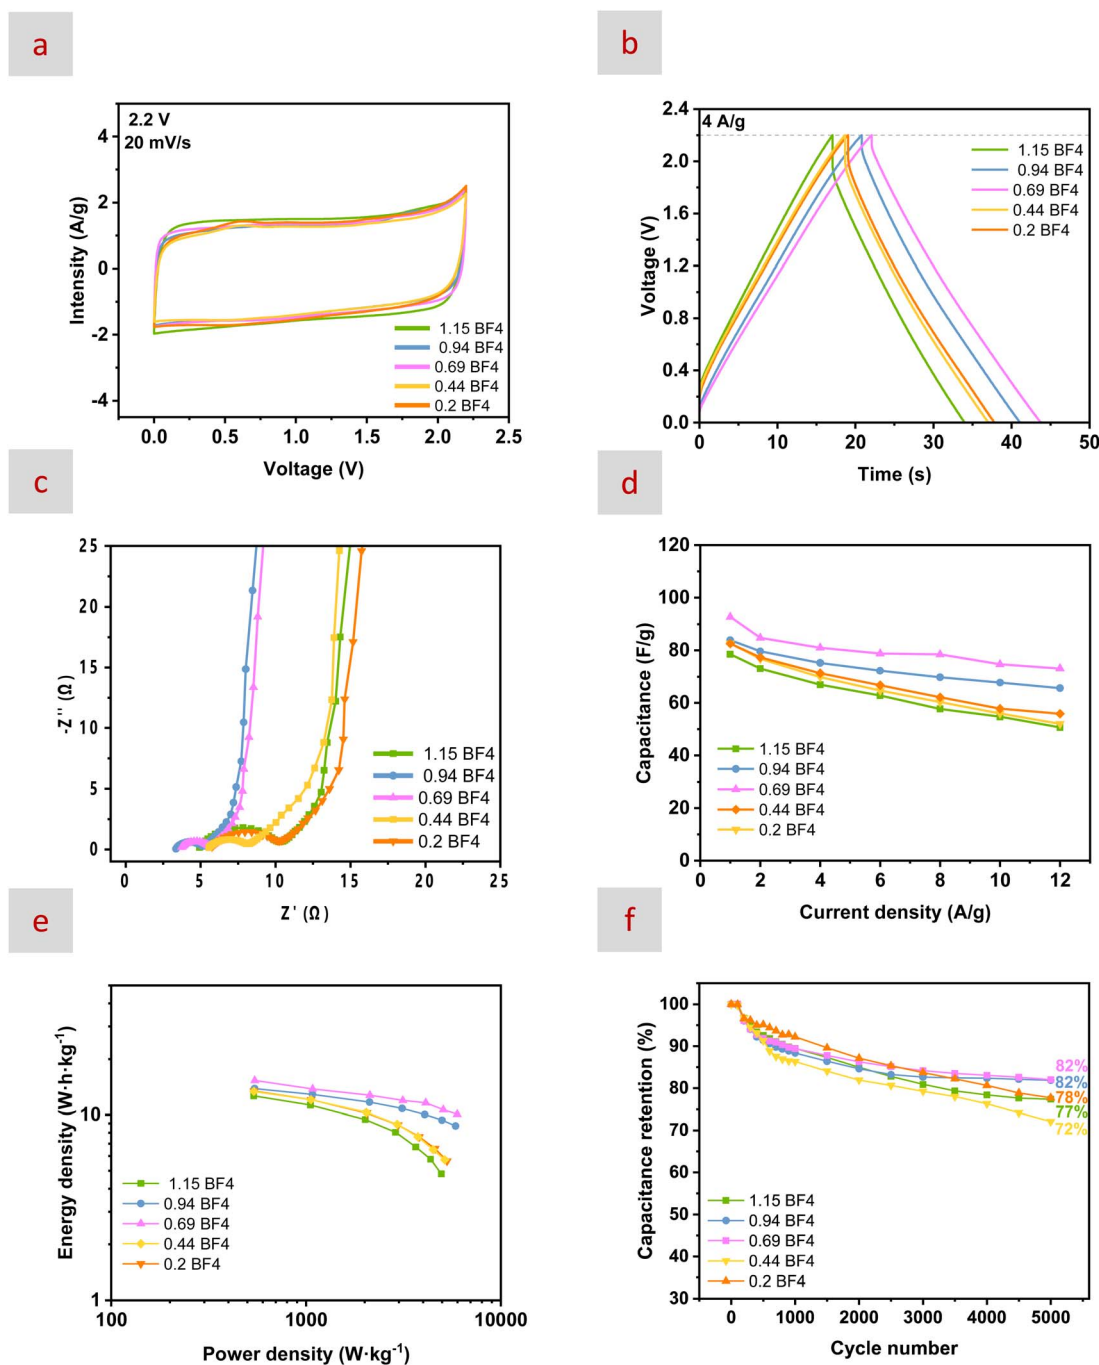 a
2.2 V
20 mV/s
4
2
0
-2
-4
Intensity (A/g)
0.0 0.5 1.0 1.5 2.0 2.5
Voltage (V)
1.15 BF4
0.94 BF4
0.69 BF4
0.44 BF4
0.2 BF4
b
4 A/g
2.4
2.0
1.6
1.2
0.8
0.4
0.0
Voltage (V)
0 10 20 30 40 50
Time (s)
1.15 BF4
0.94 BF4
0.69 BF4
0.44 BF4
0.2 BF4
c
25
20
15
10
5
0
-Z'' (Ω)
0 5 10 15 20 25
Z' (Ω)
1.15 BF4
0.94 BF4
0.69 BF4
0.44 BF4
0.2 BF4
d
120
100
80
60
40
20
0
Capacitance (F/g)
0 2 4 6 8 10 12
Current density (A/g)
1.15 BF4
0.94 BF4
0.69 BF4
0.44 BF4
0.2 BF4
e
10
1
Energy density (W·h·kg⁻¹)
100 1000 10000
Power density (W·kg⁻¹)
1.15 BF4
0.94 BF4
0.69 BF4
0.44 BF4
0.2 BF4
f
100
90
80
70
60
50
40
30
Capacitance retention (%)
82%
82%
78%
77%
72%
0 1000 2000 3000 4000 5000
Cycle number
1.15 BF4
0.94 BF4
0.69 BF4
0.44 BF4
0.2 BF4